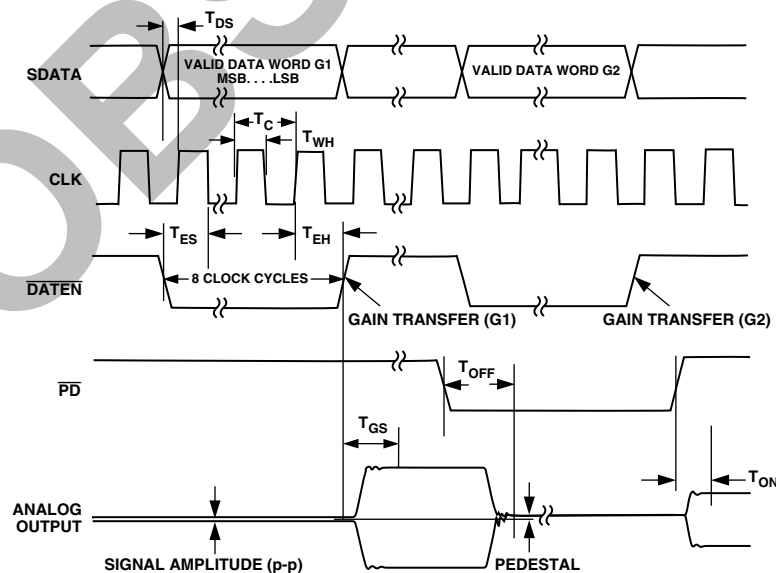 OBS
T_DS
SDATA
VALID DATA WORD G1
MSB. . . .LSB
VALID DATA WORD G2
T_C
T_WH
CLK
T_ES
T_EH
DATEN
8 CLOCK CYCLES
GAIN TRANSFER (G1)
GAIN TRANSFER (G2)
PD
T_OFF
T_GS
T_ON
ANALOG
OUTPUT
SIGNAL AMPLITUDE (p-p)
PEDESTAL